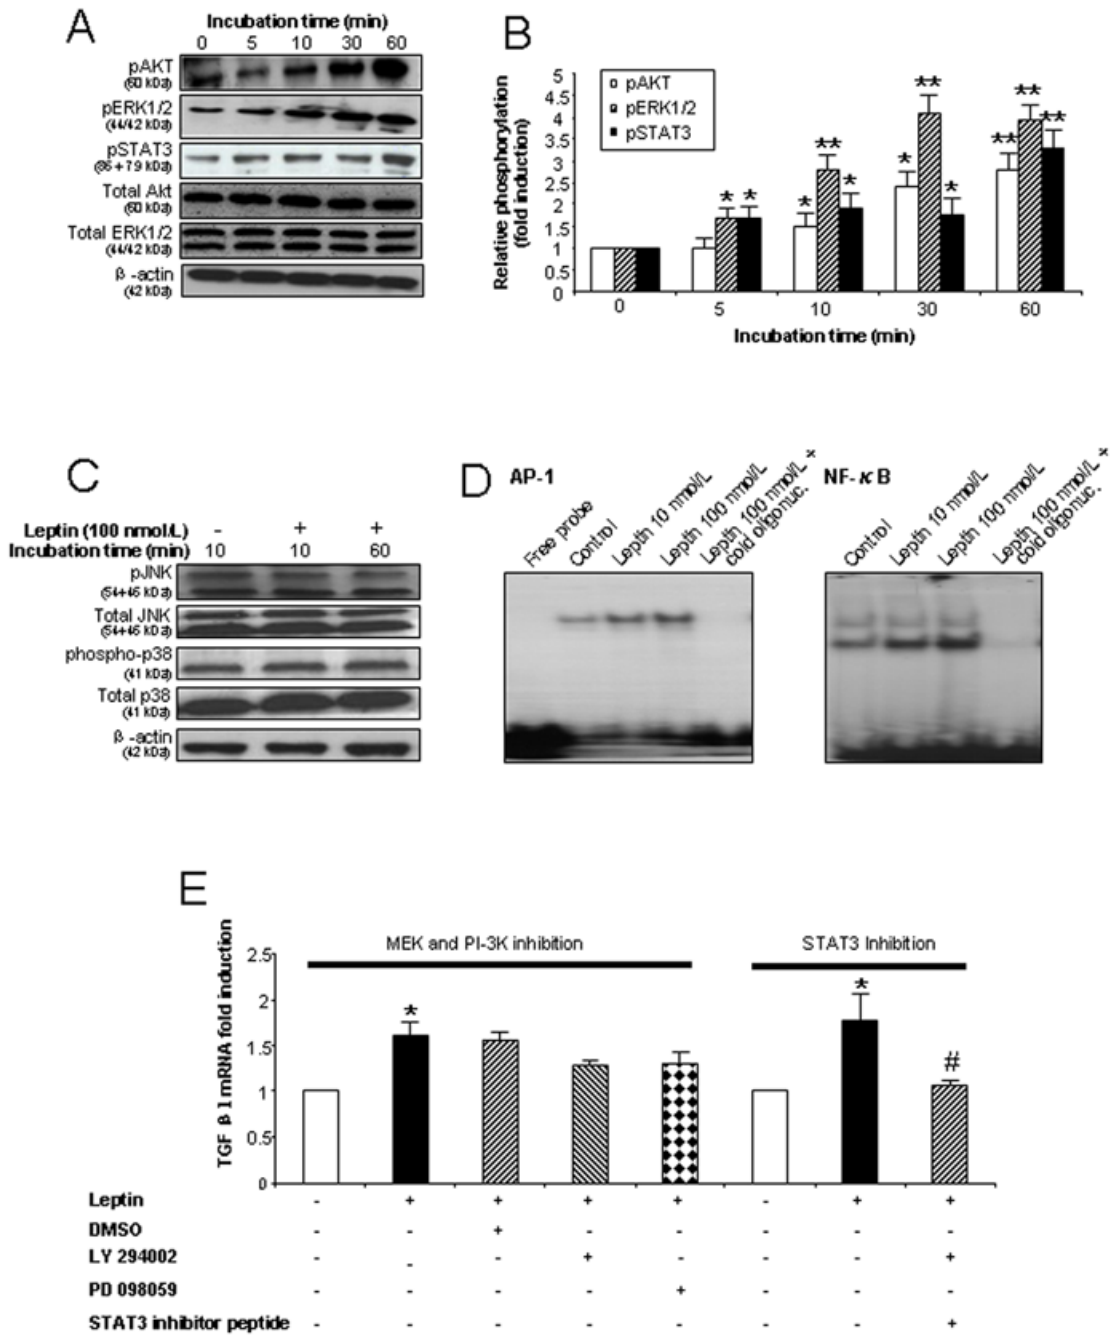 A
Incubation time (min)
0 5 10 30 60
pAKT
(60 kDa)
pERK1/2
(44/42 kDa)
pSTAT3
(86 + 79 kDa)
Total Akt
(60 kDa)
Total ERK1/2
(44/42 kDa)
β -actin
(42 kDa)
B
Relative phosphorylation
(fold induction)
5
4.5
4
3.5
3
2.5
2
1.5
1
0.5
0
pAKT
pERK1/2
pSTAT3
* * * ** * * ** * ** ** **
0 5 10 30 60
Incubation time (min)
C
Leptin (100 nmol/L) - + +
Incubation time (min) 10 10 60
pJNK
(54+46 kDa)
Total JNK
(54+46 kDa)
phospho-p38
(41 kDa)
Total p38
(41 kDa)
β -actin
(42 kDa)
D
AP-1
Free probe
Control
Leptin 10 nmol/L
Leptin 100 nmol/L
Leptin 100 nmol/L +
cold oligonuc.
NF-κB
Control
Leptin 10 nmol/L
Leptin 100 nmol/L
Leptin 100 nmol/L +
cold oligonuc.
E
TGF β1 mRNA fold induction
2.5
2
1.5
1
0.5
0
MEK and PI-3K inhibition
STAT3 Inhibition
* * #
Leptin - + + + + - + +
DMSO - - + - - - - -
LY 294002 - - - + - - - +
PD 098059 - - - - + - - -
STAT3 inhibitor peptide - - - - - - - +